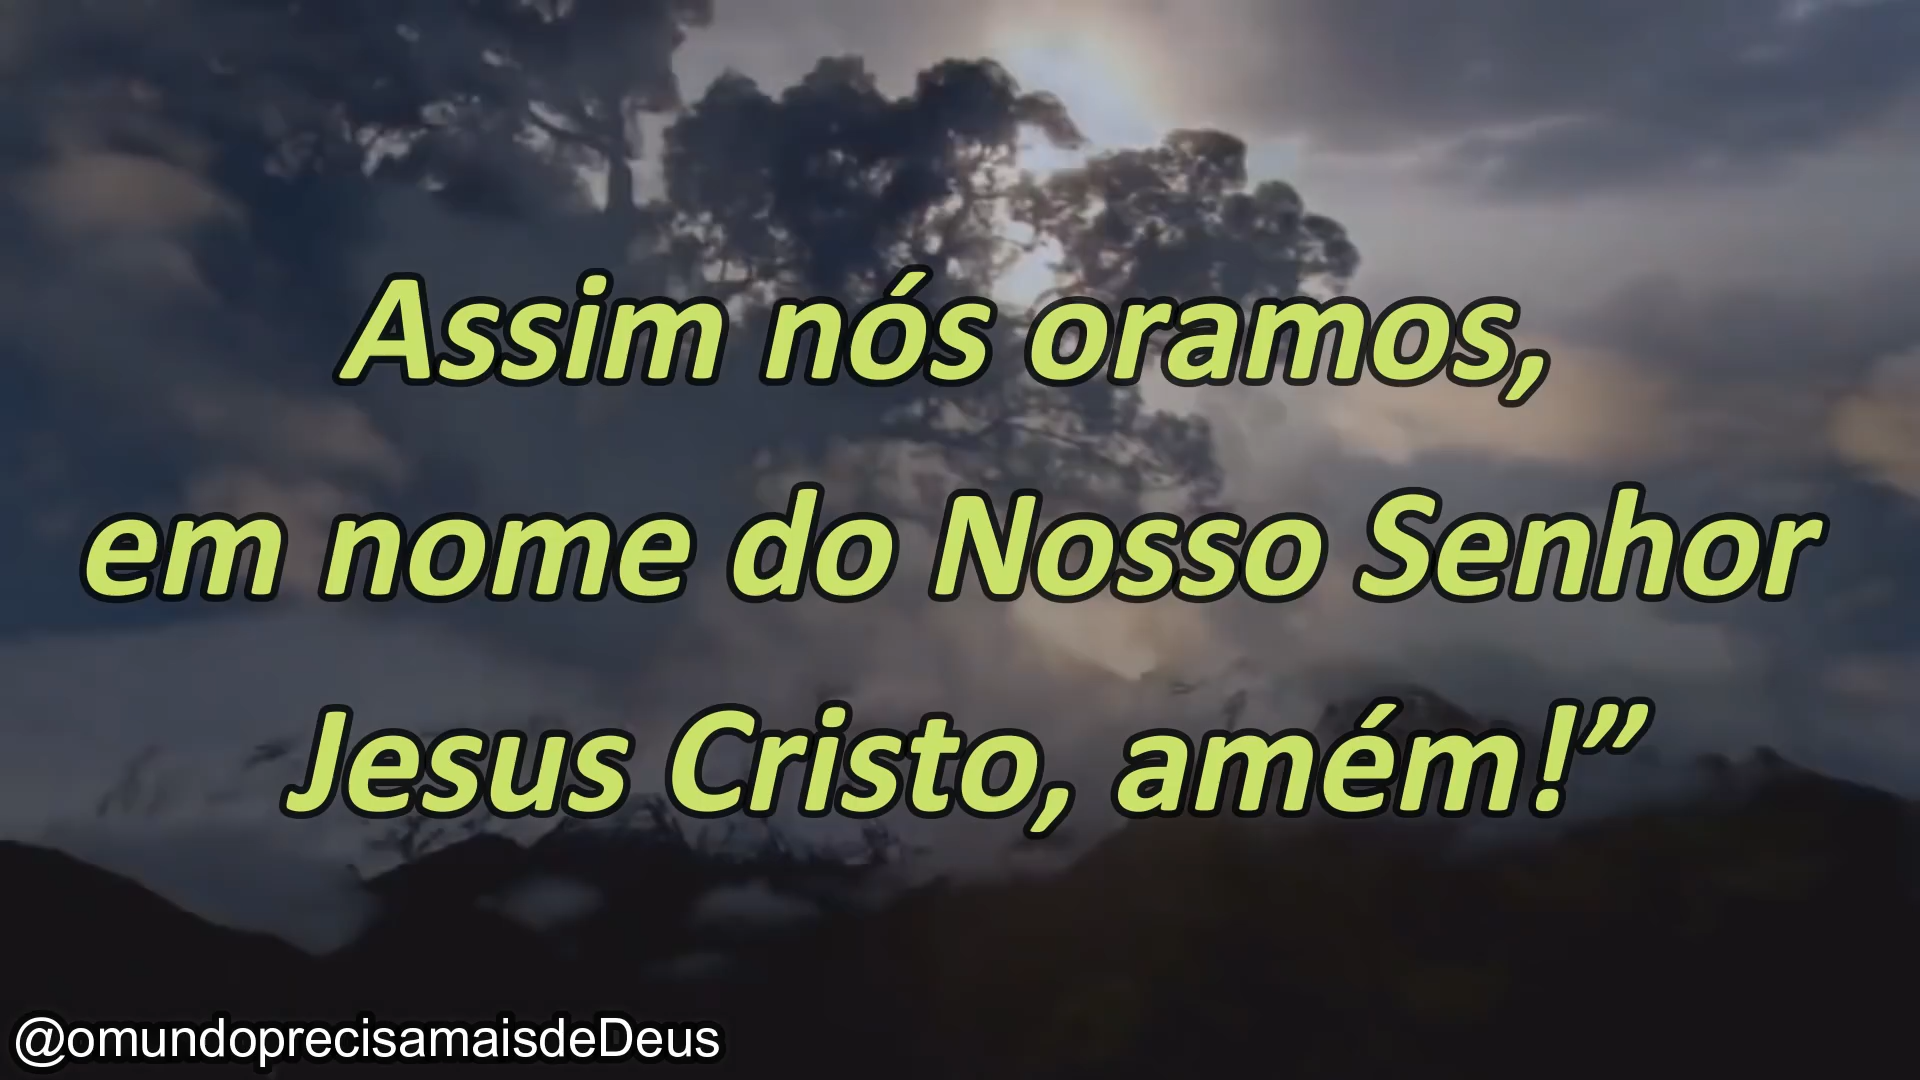 Assim nós oramos,
em nome do Nosso Senhor
Jesus Cristo, amém!”
@omundoprecisamaisdeDeus